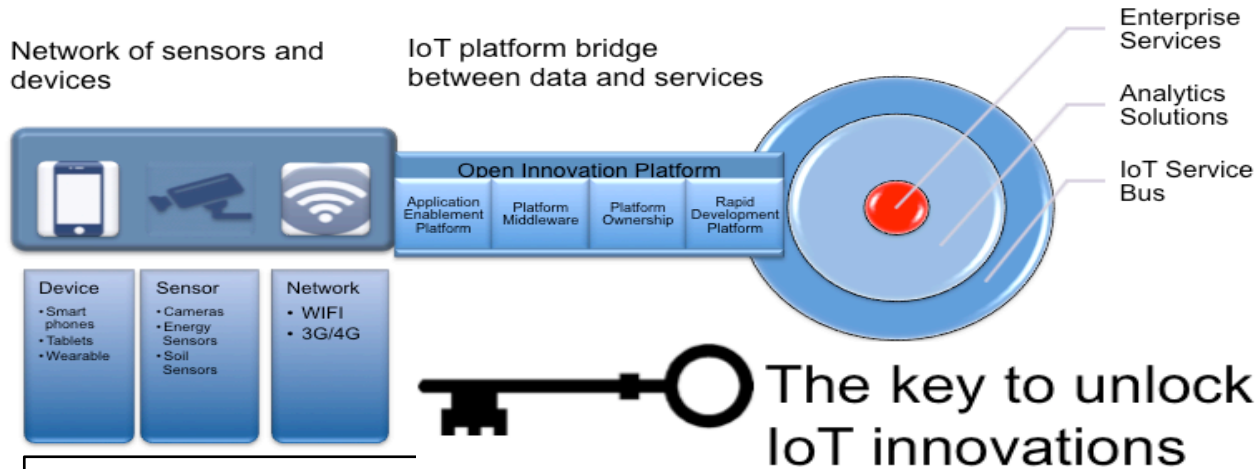 Network of sensors and
devices
IoT platform bridge
between data and services
Enterprise
Services
Analytics
Solutions
IoT Service
Bus
Open Innovation Platform
Application
Enablement
Platform
Platform
Middleware
Platform
Ownership
Rapid
Development
Platform
Device
• Smart
phones
• Tablets
• Wearable
Sensor
• Cameras
• Energy
Sensors
• Soil
Sensors
Network
• WIFI
• 3G/4G
The key to unlock
IoT innovations